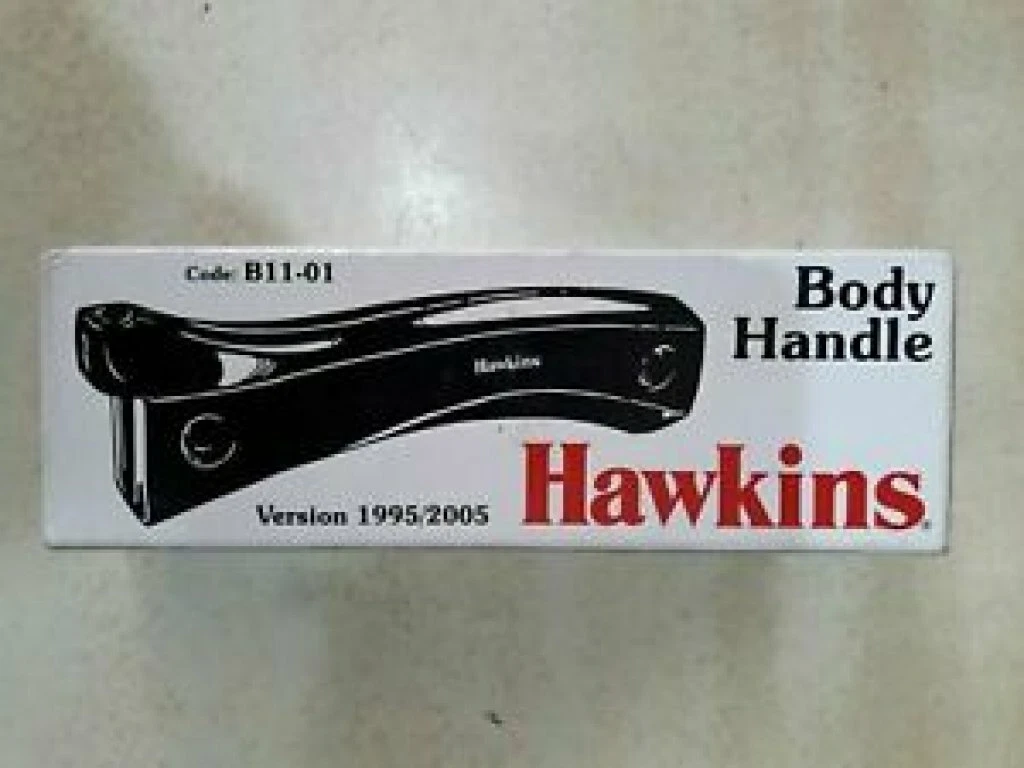 Code: B11-01
Body
Handle
Hawkins
Version 1995/2005
Hawkins